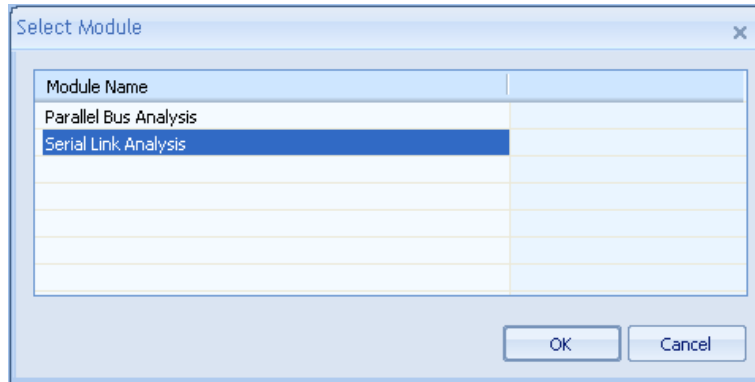 Select Module
Module Name
Parallel Bus Analysis
Serial Link Analysis
OK Cancel